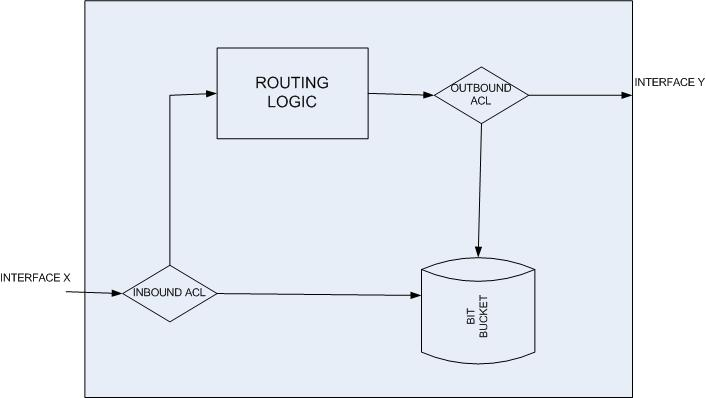 ROUTING
LOGIC
OUTBOUND
ACL
INTERFACE Y
INTERFACE X
INBOUND ACL
BIT
BUCKET